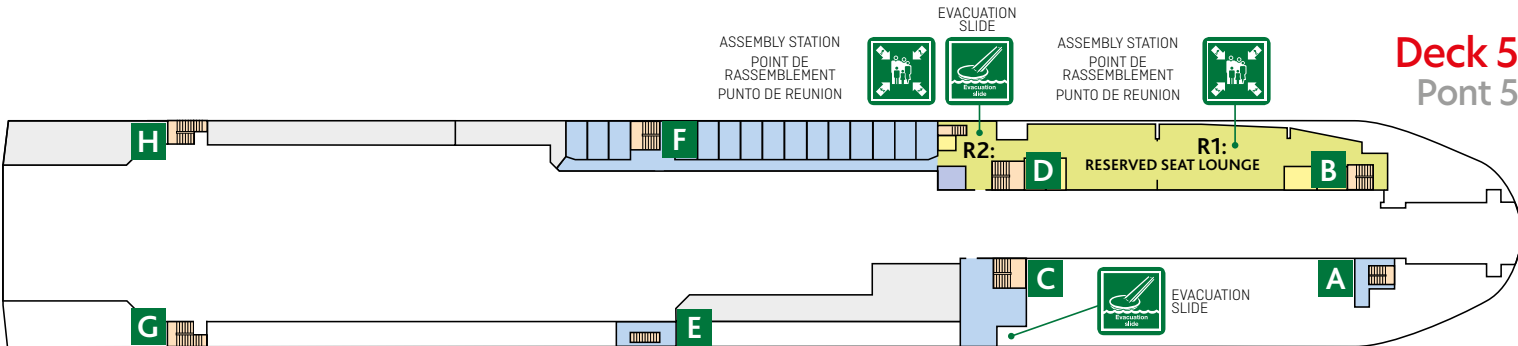 EVACUATION
SLIDE
ASSEMBLY STATION
POINT DE
RASSEMBLEMENT
PUNTO DE REUNION
Evacuation
slide
ASSEMBLY STATION
POINT DE
RASSEMBLEMENT
PUNTO DE REUNION
Deck 5
Pont 5
H
F
R2:
D
R1:
RESERVED SEAT LOUNGE
B
G
E
C
A
Evacuation
slide
EVACUATION
SLIDE